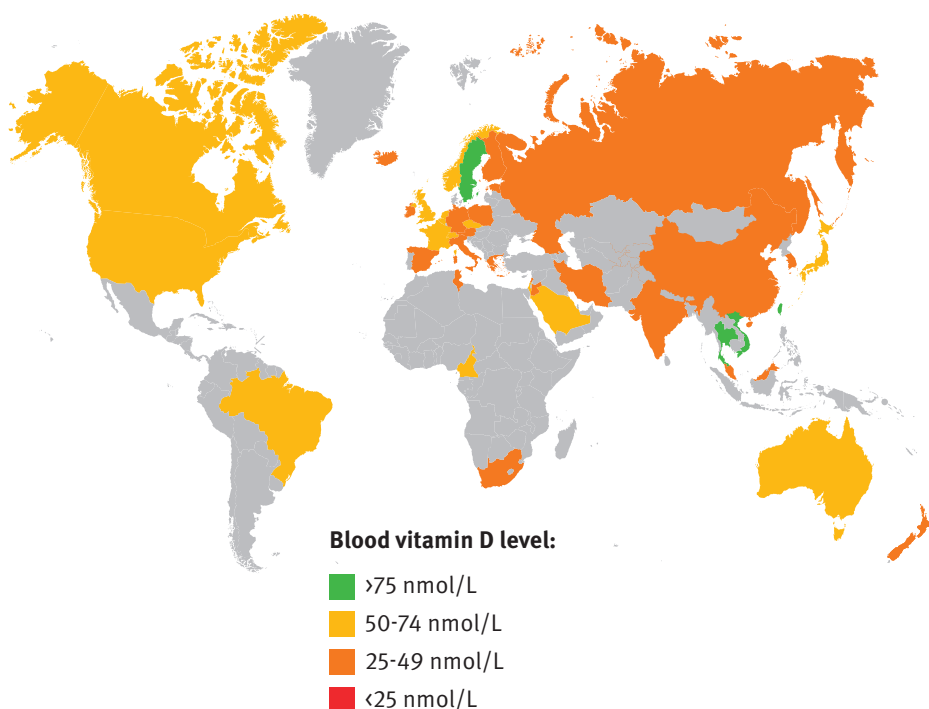 Blood vitamin D level:
›75 nmol/L
50-74 nmol/L
25-49 nmol/L
‹25 nmol/L